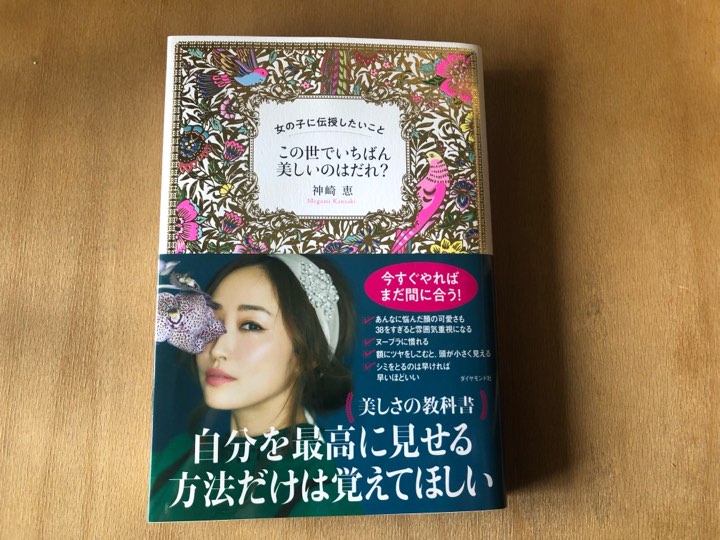 女の子に伝授したいこと
この世でいちばん
美しいのはだれ？
神崎 恵
Megumi Kanzaki
今すぐやれば
まだ間に合う！
あんなに悩んだ顔の可愛さも
38をすぎると雰囲気重視になる
ヌーブラに慣れる
額にツヤをしこむと、頭が小さく見える
シミをとるのは早ければ
早いほどいい
ダイヤモンド社
美しさの教科書
自分を最高に見せる
方法だけは覚えてほしい